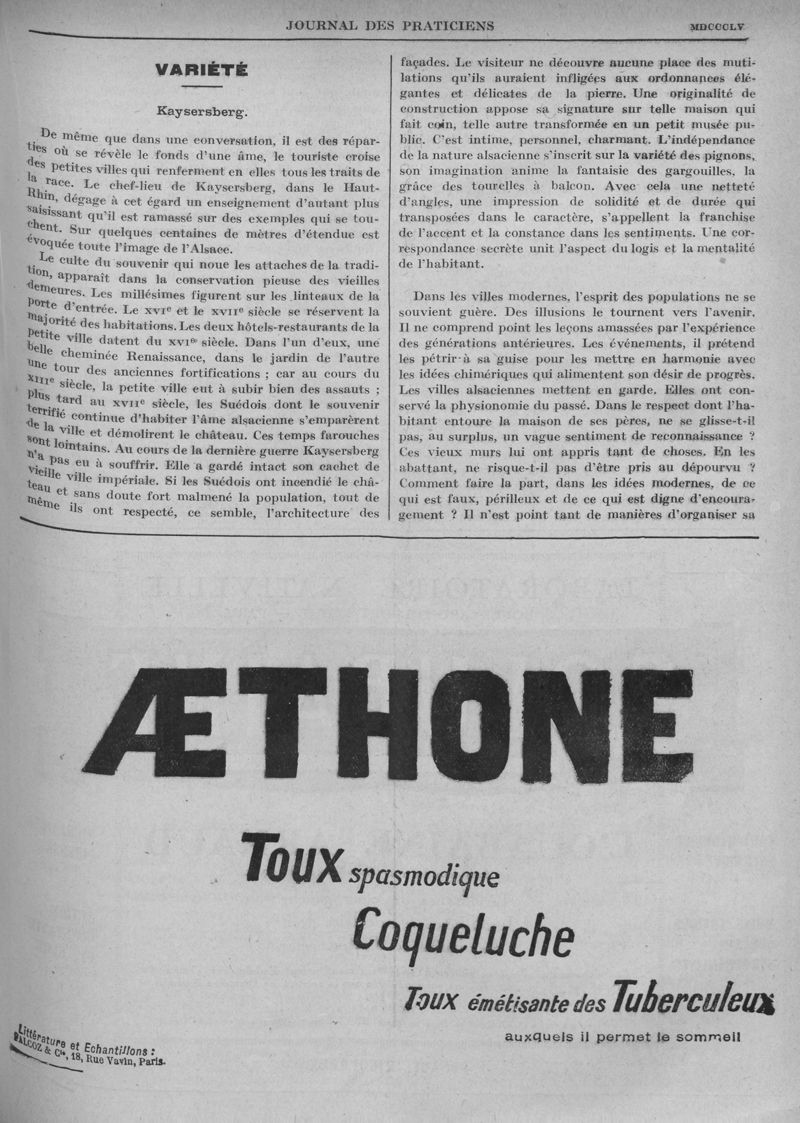 JOURNAL DES PRATICIENS
MDCCCLV
VARIÉTÉ
Kaysersberg.
De même que dans une conversation, il est des répar-
ties où se révèle le fonds d'une âme, le touriste croise
des petites villes qui renferment en elles tous les traits de
la race. Le chef-lieu de Kaysersberg, dans le Haut-
Rhin, dégage à cet égard un enseignement d'autant plus
saisissant qu'il est ramassé sur des exemples qui se tou-
chent. Sur quelques centaines de mètres d'étendue est
évoquée toute l'image de l'Alsace.
Le culte du souvenir qui noue les attaches de la tradi-
tion, apparaît dans la conservation pieuse des vieilles
demeures. Les millésimes figurent sur les linteaux de la
porte d'entrée. Le XVIe et le XVIIe siècle se réservent la
majorité des habitations. Les deux hôtels-restaurants de la
petite ville datent du XVIe siècle. Dans l'un d'eux, une
belle cheminée Renaissance, dans le jardin de l'autre
une tour des anciennes fortifications ; car au cours du
XIIIe siècle, la petite ville eut à subir bien des assauts ;
plus tard au XVIIe siècle, les Suédois dont le souvenir
terrifié continue d'habiter l'âme alsacienne s'emparèrent
de la ville et démolirent le château. Ces temps farouches
sont lointains. Au cours de la dernière guerre Kaysersberg
n'a pas eu à souffrir. Elle a gardé intact son cachet de
vieille ville impériale. Si les Suédois ont incendié le châ-
teau et sans doute fort malmené la population, tout de
même ils ont respecté, ce semble, l'architecture des
façades. Le visiteur ne découvre aucune place des muti-
lations qu'ils auraient infligées aux ordonnances élé-
gantes et délicates de la pierre. Une originalité de
construction appose sa signature sur telle maison qui
fait coin, telle autre transformée en un petit musée pu-
blic. C'est intime, personnel, charmant. L'indépendance
de la nature alsacienne s'inscrit sur la variété des pignons,
son imagination anime la fantaisie des gargouilles, la
grâce des tourelles à balcon. Avec cela une netteté
d'angles, une impression de solidité et de durée qui
transposées dans le caractère, s'appellent la franchise
de l'accent et la constance dans les sentiments. Une cor-
respondance secrète unit l'aspect du logis et la mentalité
de l'habitant.
Dans les villes modernes, l'esprit des populations ne se
souvient guère. Des illusions le tournent vers l'avenir.
Il ne comprend point les leçons amassées par l'expérience
des générations antérieures. Les événements, il prétend
les pétrir à sa guise pour les mettre en harmonie avec
les idées chimériques qui alimentent son désir de progrès.
Les villes alsaciennes mettent en garde. Elles ont con-
servé la physionomie du passé. Dans le respect dont l'ha-
bitant entoure la maison de ses pères, ne se glisse-t-il
pas, au surplus, un vague sentiment de reconnaissance ?
Ces vieux murs lui ont appris tant de choses. En les
abattant, ne risque-t-il pas d'être pris au dépourvu ?
Comment faire la part, dans les idées modernes, de ce
qui est faux, périlleux et de ce qui est digne d'encoura-
gement ? Il n'est point tant de manières d'organiser sa
ÆTHONE
Toux spasmodique
Coqueluche
Toux émétisante des Tuberculeux
auxquels il permet le sommeil
Littérature et Echantillons :
FALCOZ & Cie, 18, Rue Vavin, Paris.